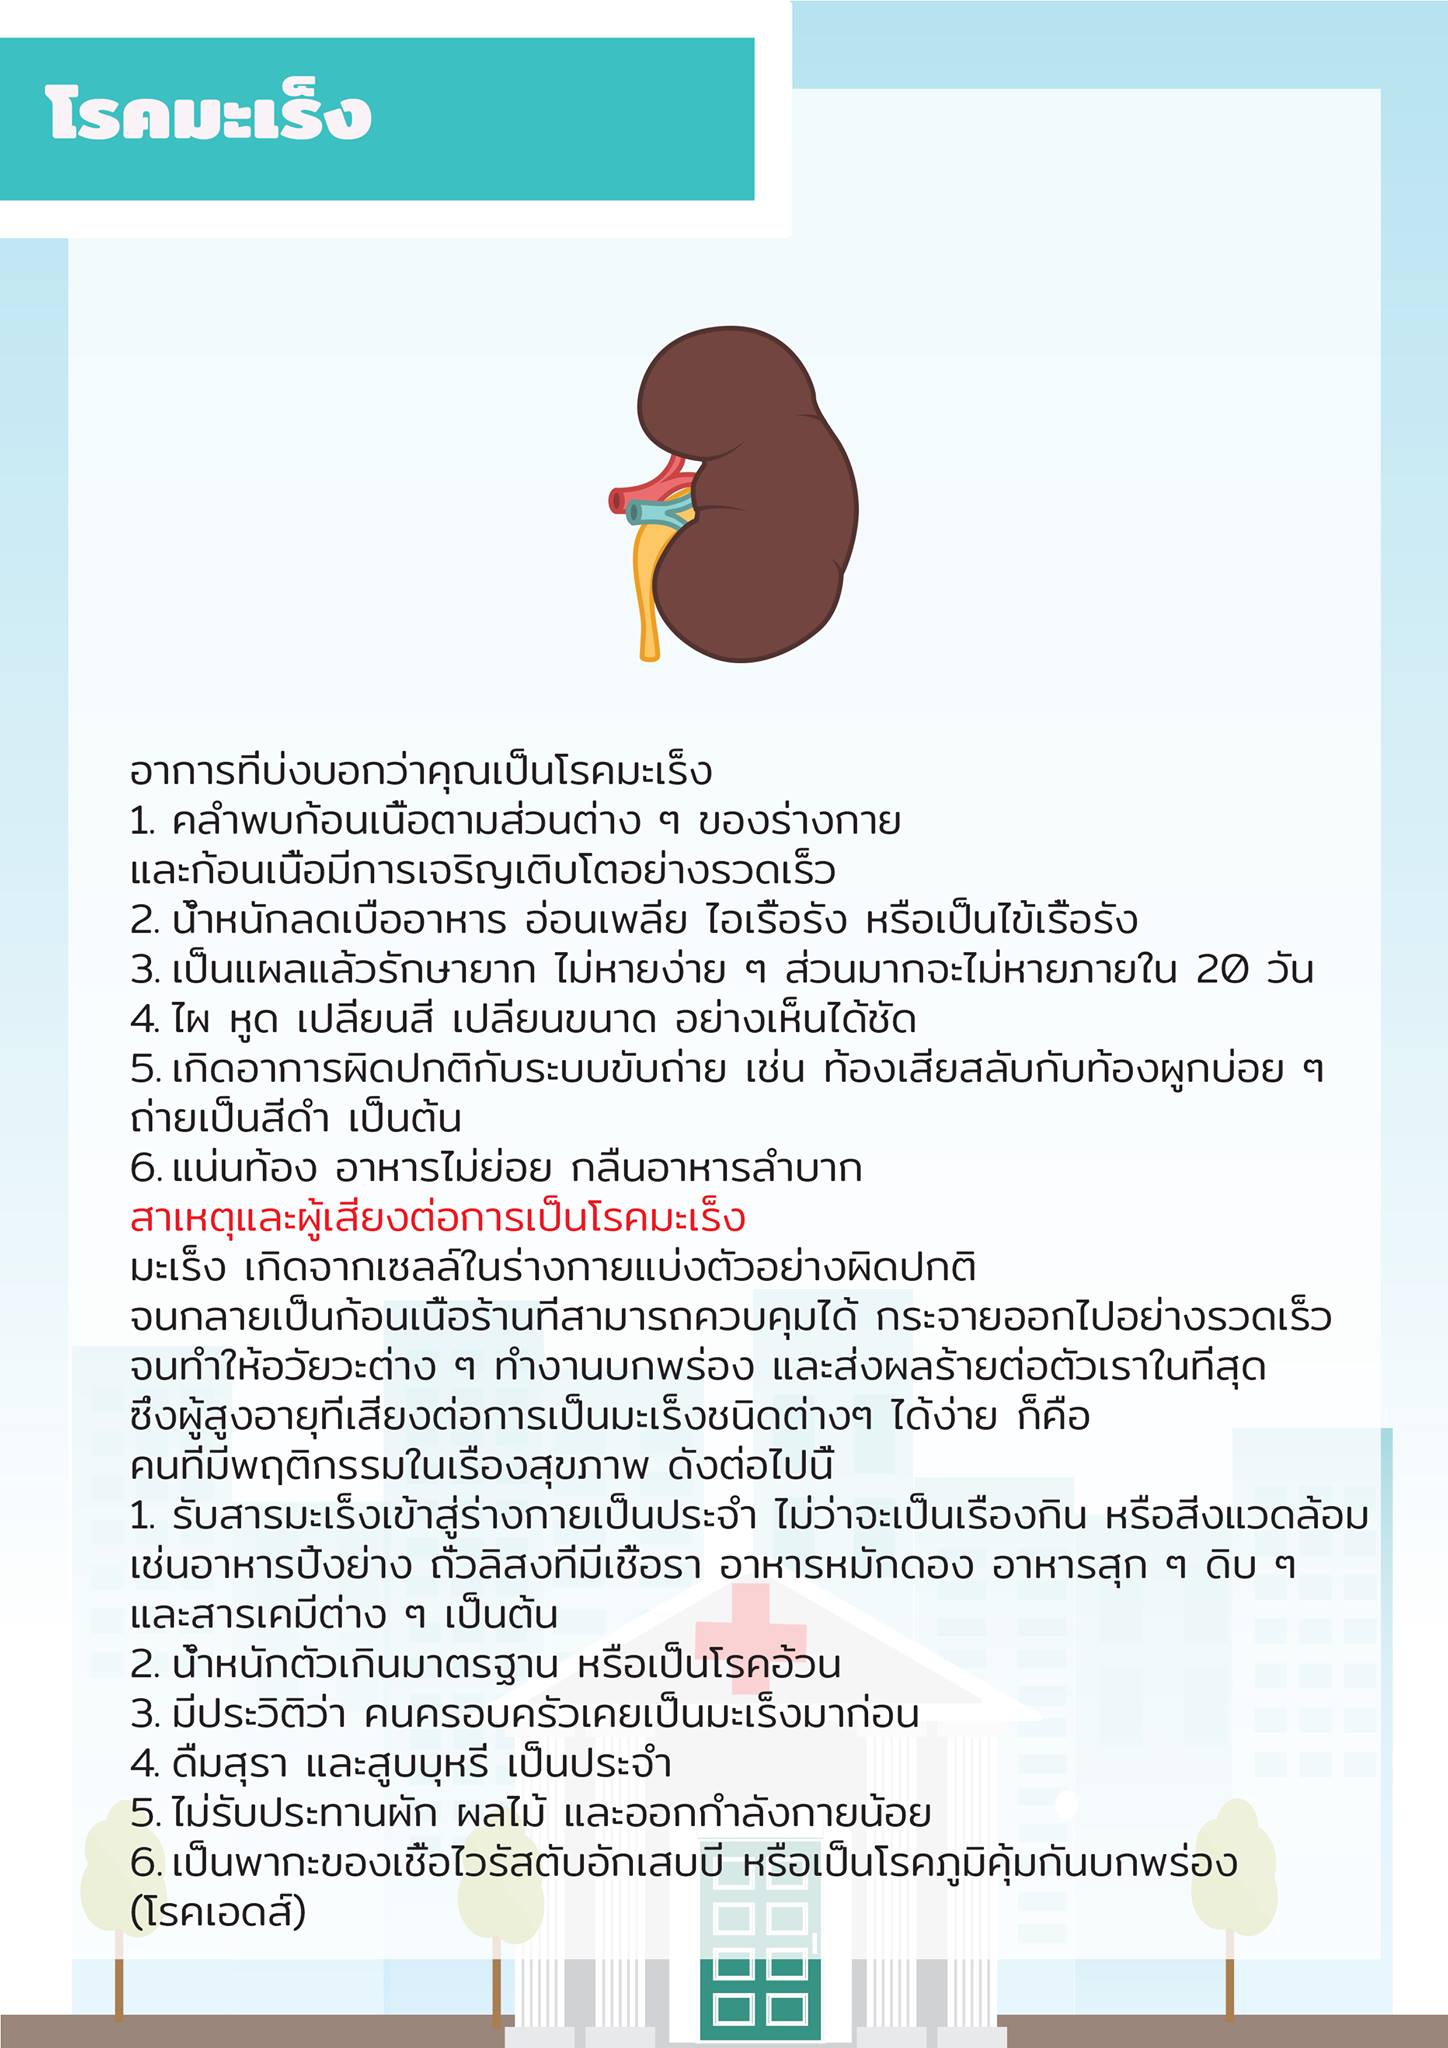 โรคมะเร็ง
อาการที่บ่งบอกว่าคุณเป็นโรคมะเร็ง
1. คลำพบก้อนเนื้อตามส่วนต่าง ๆ ของร่างกาย
และก้อนเนื้อมีการเจริญเติบโตอย่างรวดเร็ว
2. น้ำหนักลดเบื่ออาหาร อ่อนเพลีย ไอเรื้อรัง หรือเป็นไข้เรื้อรัง
3. เป็นแผลแล้วรักษายาก ไม่หายง่าย ๆ ส่วนมากจะไม่หายภายใน 20 วัน
4. ไผ หูด เปลี่ยนสี เปลี่ยนขนาด อย่างเห็นได้ชัด
5. เกิดอาการผิดปกติกับระบบขับถ่าย เช่น ท้องเสียสลับกับท้องผูกบ่อย ๆ
ถ่ายเป็นสีดำ เป็นต้น
6. แน่นท้อง อาหารไม่ย่อย กลืนอาหารลำบาก
สาเหตุและผู้เสี่ยงต่อการเป็นโรคมะเร็ง
มะเร็ง เกิดจากเซลล์ในร่างกายแบ่งตัวอย่างผิดปกติ
จนกลายเป็นก้อนเนื้อร้านที่สามารถควบคุมได้ กระจายออกไปอย่างรวดเร็ว
จนทำให้อวัยวะต่าง ๆ ทำงานบกพร่อง และส่งผลร้ายต่อตัวเราในที่สุด
ซึ่งผู้สูงอายุที่เสี่ยงต่อการเป็นมะเร็งชนิดต่างๆ ได้ง่าย ก็คือ
คนที่มีพฤติกรรมในเรื่องสุขภาพ ดังต่อไปนี้
1. รับสารมะเร็งเข้าสู่ร่างกายเป็นประจำ ไม่ว่าจะเป็นเรื่องกิน หรือสิ่งแวดล้อม
เช่นอาหารปิ้งย่าง ถั่วลิสงที่มีเชื้อรา อาหารหมักดอง อาหารสุก ๆ ดิบ ๆ
และสารเคมีต่าง ๆ เป็นต้น
2. น้ำหนักตัวเกินมาตรฐาน หรือเป็นโรคอ้วน
3. มีประวิติว่า คนครอบครัวเคยเป็นมะเร็งมาก่อน
4. ดื่มสุรา และสูบบุหรี่ เป็นประจำ
5. ไม่รับประทานผัก ผลไม้ และออกกำลังกายน้อย
6. เป็นพากะของเชื้อไวรัสตับอักเสบบี หรือเป็นโรคภูมิคุ้มกันบกพร่อง
(โรคเอดส์)